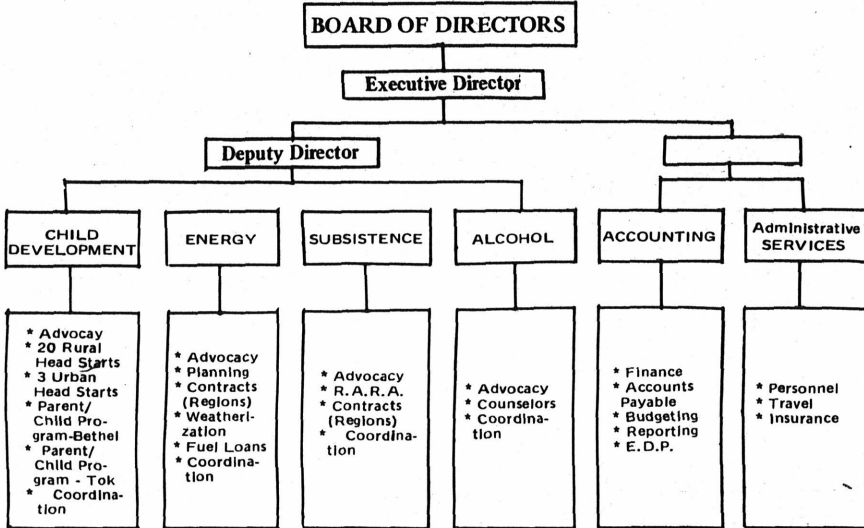 BOARD OF DIRECTORS
Executive Director
Deputy Director
CHILD
DEVELOPMENT
ENERGY
SUBSISTENCE
ALCOHOL
ACCOUNTING
Administrative
SERVICES
* Advocay
* 20 Rural
Head Starts
* 3 Urban
Head Starts
* Parent/
Child Pro-
gram-Bethel
* Parent/
Child Pro-
gram - Tok
* Coordina-
tion
* Advocacy
* Planning
* Contracts
(Regions)
* Weatheri-
zation
* Fuel Loans
* Coordina-
tion
* Advocacy
* R.A.R.A.
* Contracts
(Regions)
* Coordina-
tion
* Advocacy
* Counselors
* Coordina-
tion
* Finance
* Accounts
Payable
* Budgeting
* Reporting
* E.D.P.
* Personnel
* Travel
* Insurance